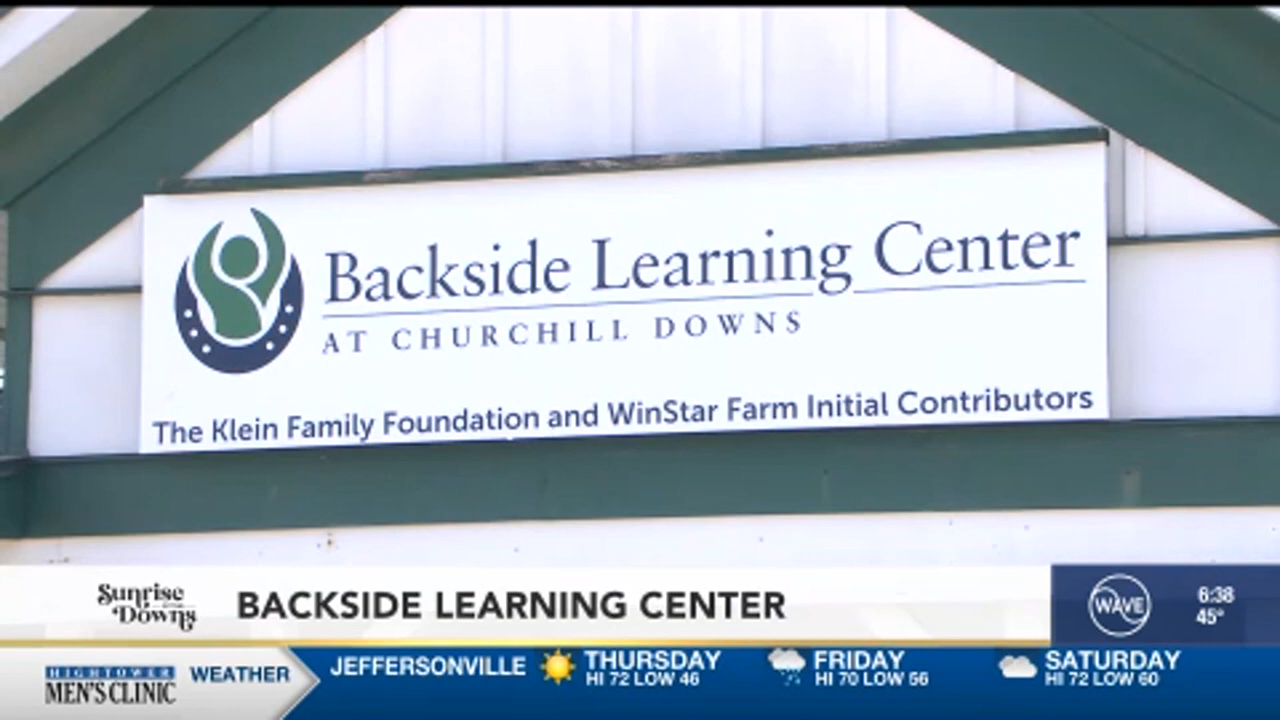 Backside Learning Center
AT CHURCHILL DOWNS
The Klein Family Foundation and WinStar Farm Initial Contributors
Sunrise
Downs
BACKSIDE LEARNING CENTER
WAVE
6:38
45°
HIGHTOWER
MEN'S CLINIC
WEATHER
JEFFERSONVILLE
THURSDAY
HI 72 LOW 46
FRIDAY
HI 70 LOW 56
SATURDAY
HI 72 LOW 60